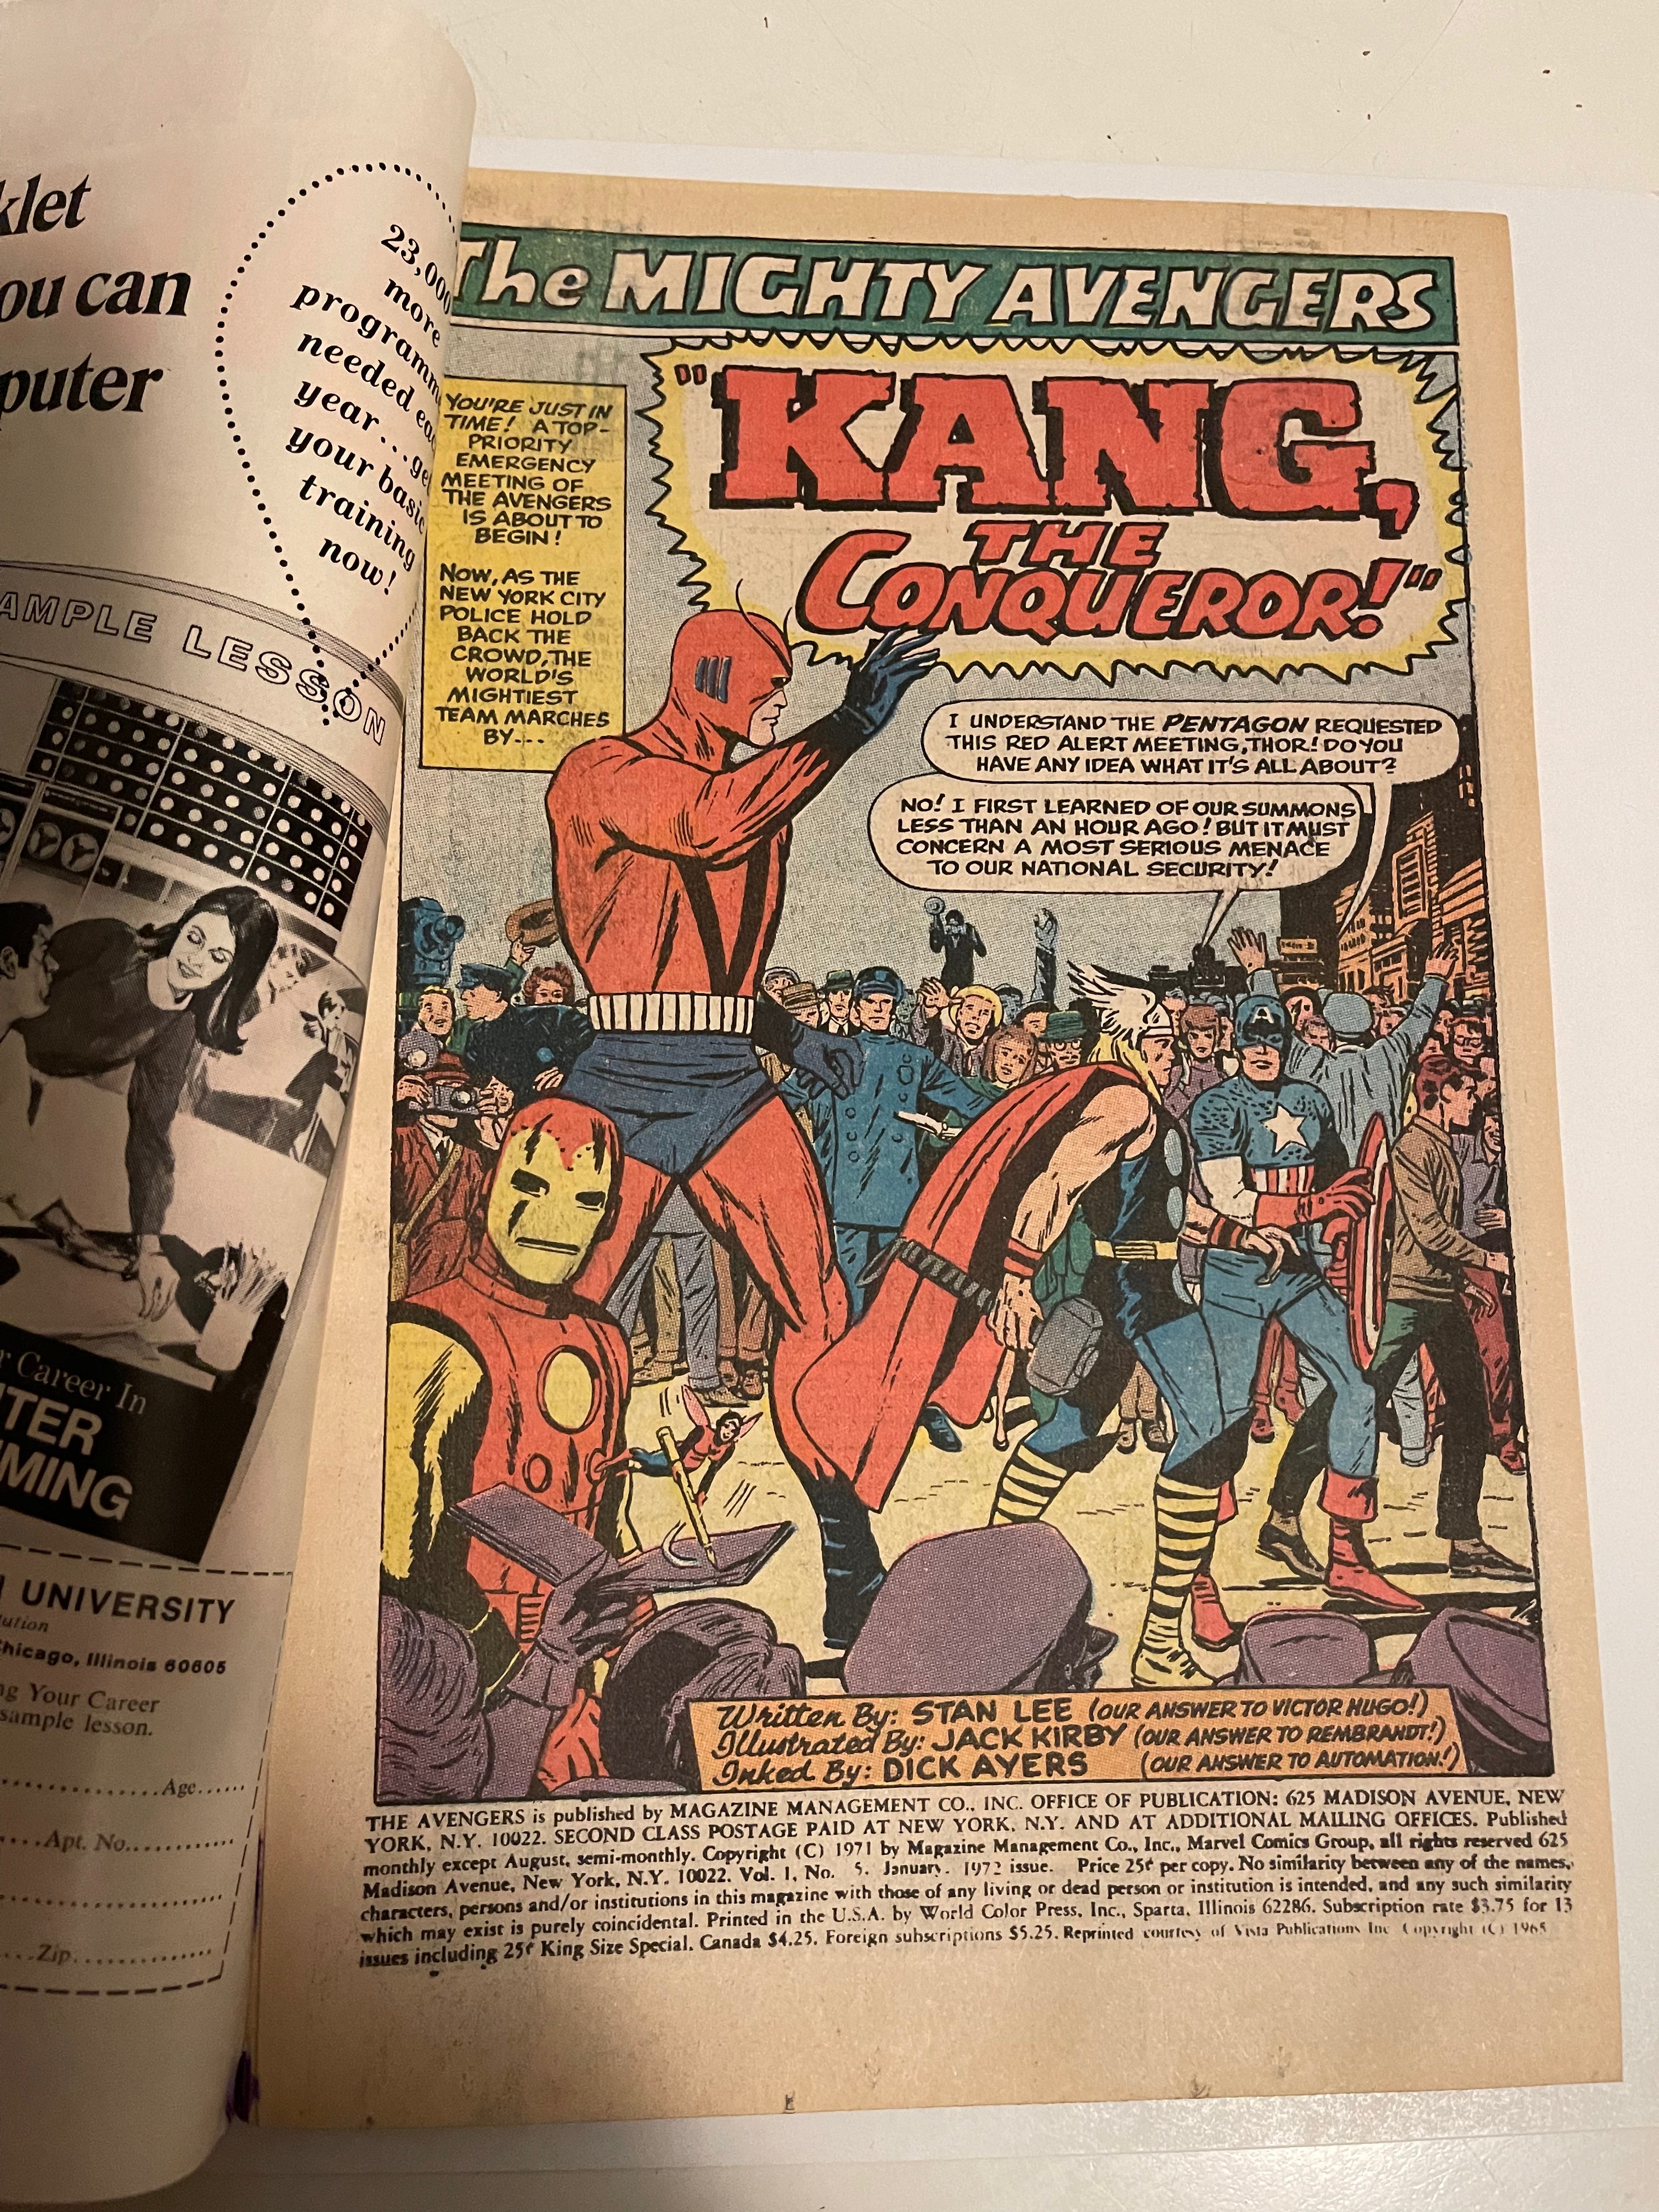 you can
23,000
more
needed
year...
your basic
training
now!
SAMPLE LESSON
Career In
UNIVERSITY
Chicago, Illinois 60605
Your Career
sample lesson.
Age
Apt. No.
Zip
The MIGHTY AVENGERS
"KANG,
THE
CONQUEROR!"
YOU'RE JUST IN
TIME! A TOP-
PRIORITY
EMERGENCY
MEETING OF
THE AVENGERS
IS ABOUT TO
BEGIN!
NOW, AS THE
NEW YORK CITY
POLICE HOLD
BACK THE
CROWD, THE
WORLD'S
MIGHTIEST
TEAM MARCHES
BY---
I UNDERSTAND THE PENTAGON REQUESTED
THIS RED ALERT MEETING, THOR! DO YOU
HAVE ANY IDEA WHAT IT'S ALL ABOUT?
NO! I FIRST LEARNED OF OUR SUMMONS
LESS THAN AN HOUR AGO! BUT IT MUST
CONCERN A MOST SERIOUS MENACE
TO OUR NATIONAL SECURITY!
A
Written By: STAN LEE (OUR ANSWER TO VICTOR HUGO!)
Illustrated By: JACK KIRBY (OUR ANSWER TO REMBRANDT!)
Inked By: DICK AYERS (OUR ANSWER TO AUTOMATION!)
THE AVENGERS is published by MAGAZINE MANAGEMENT CO., INC. OFFICE OF PUBLICATION: 625 MADISON AVENUE, NEW
YORK, N.Y. 10022. SECOND CLASS POSTAGE PAID AT NEW YORK, N.Y. AND AT ADDITIONAL MAILING OFFICES. Published
monthly except August, semi-monthly. Copyright (C) 1971 by Magazine Management Co., Inc., Marvel Comics Group, all rights reserved 625
Madison Avenue, New York, N.Y. 10022. Vol. 1, No. 5. January, 1972 issue. Price 25¢ per copy. No similarity between any of the names,
characters, persons and/or institutions in this magazine with those of any living or dead person or institution is intended, and any such similarity
which may exist is purely coincidental. Printed in the U.S.A. by World Color Press, Inc., Sparta, Illinois 62286. Subscription rate $3.75 for 13
issues including 25¢ King Size Special. Canada $4.25. Foreign subscriptions $5.25. Reprinted courtesy of Vista Publications Inc Copyright (C) 1965